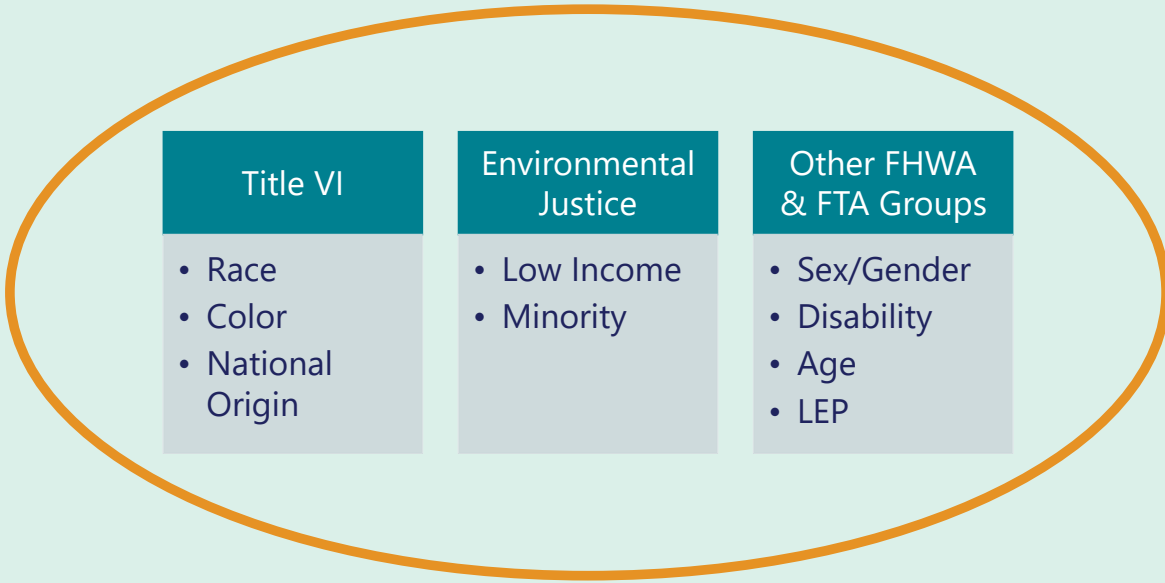 Title VI
• Race
• Color
• National
Origin
Environmental
Justice
• Low Income
• Minority
Other FHWA
& FTA Groups
• Sex/Gender
• Disability
• Age
• LEP